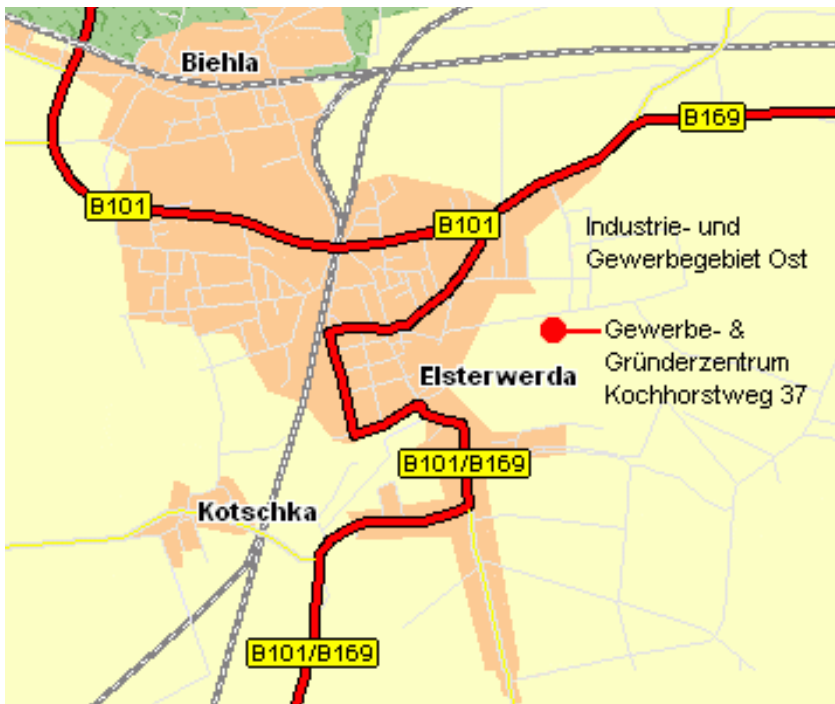 Biehla
B169
B101
B101
Industrie- und
Gewerbegebiet Ost
Gewerbe- &
Gründerzentrum
Kochhorstweg 37
Elsterwerda
B101/B169
Kotschka
B101/B169